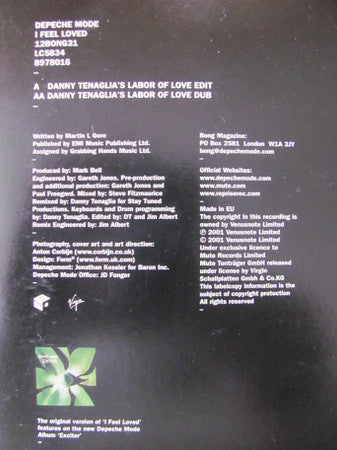 DEPECHE MODE
I FEEL LOVED
12BONG31
LC5834
8978016
–
A DANNY TENAGLIA'S LABOR OF LOVE EDIT
AA DANNY TENAGLIA'S LABOR OF LOVE DUB
–
Written by Martin L Gore
Published by EMI Music Publishing Ltd.
Assigned by Grabbing Hands Music Ltd.
–
Produced by: Mark Bell
Engineered by: Gareth Jones. Pre-production
and additional production: Gareth Jones and
Paul Freegard. Mixed by: Steve Fitzmaurice
Remixed by: Danny Tenaglia for Stay Tuned
Productions. Keyboards and Drum programming
by: Danny Tenaglia. Edited by: DT and Jim Albert
Remix Engineered by: Jim Albert
–
Photography, cover art and art direction:
Anton Corbijn (www.corbijn.co.uk)
Design: Form® (www.form.uk.com)
Management: Jonathan Kessler for Baron Inc.
Depeche Mode Office: JD Fanger
–
Bong Magazine:
PO Box 2581 London W1A 3JY
bong@depechemode.com
–
Official Websites:
www.depechemode.com
www.mute.com
www.repriserec.com
–
Made in EU
The copyright in this recording is
owned by Venusnote Limited
℗ 2001 Venusnote Limited
© 2001 Venusnote Limited
Under exclusive licence to
Mute Records Limited
Mute Tonträger GmbH released
under license by Virgin
Schallplatten GmbH & Co.KG
This labelcopy information is the
subject of copyright protection
All rights reserved
–
Virgin
The original version of 'I Feel Loved'
features on the new Depeche Mode
Album 'Exciter'
–